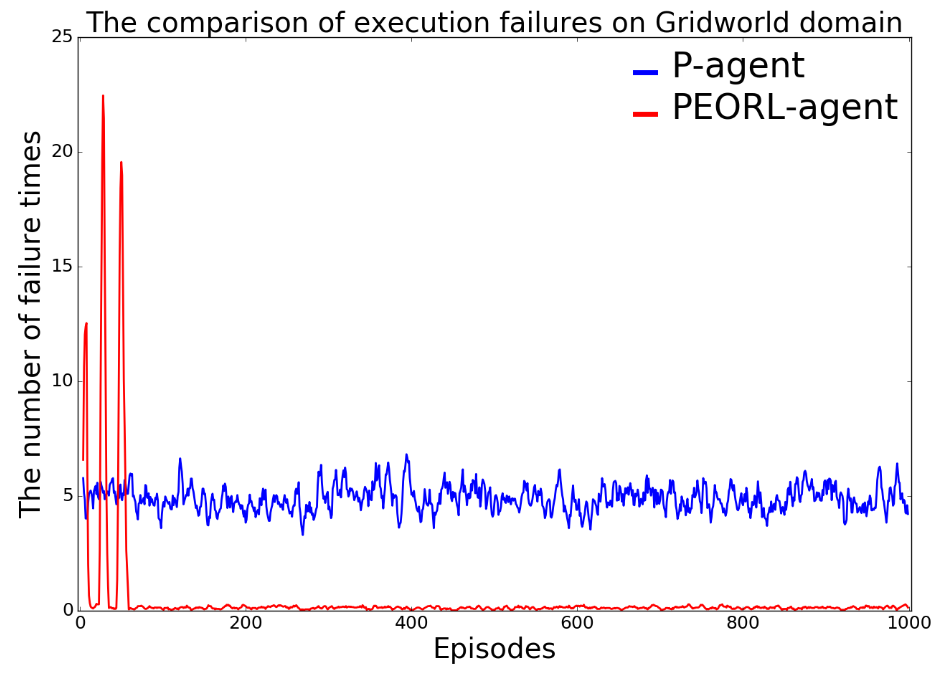 The comparison of execution failures on Gridworld domain
25
20
15
10
5
0
The number of failure times
P-agent
PEORL-agent
0 200 400 600 800 1000
Episodes